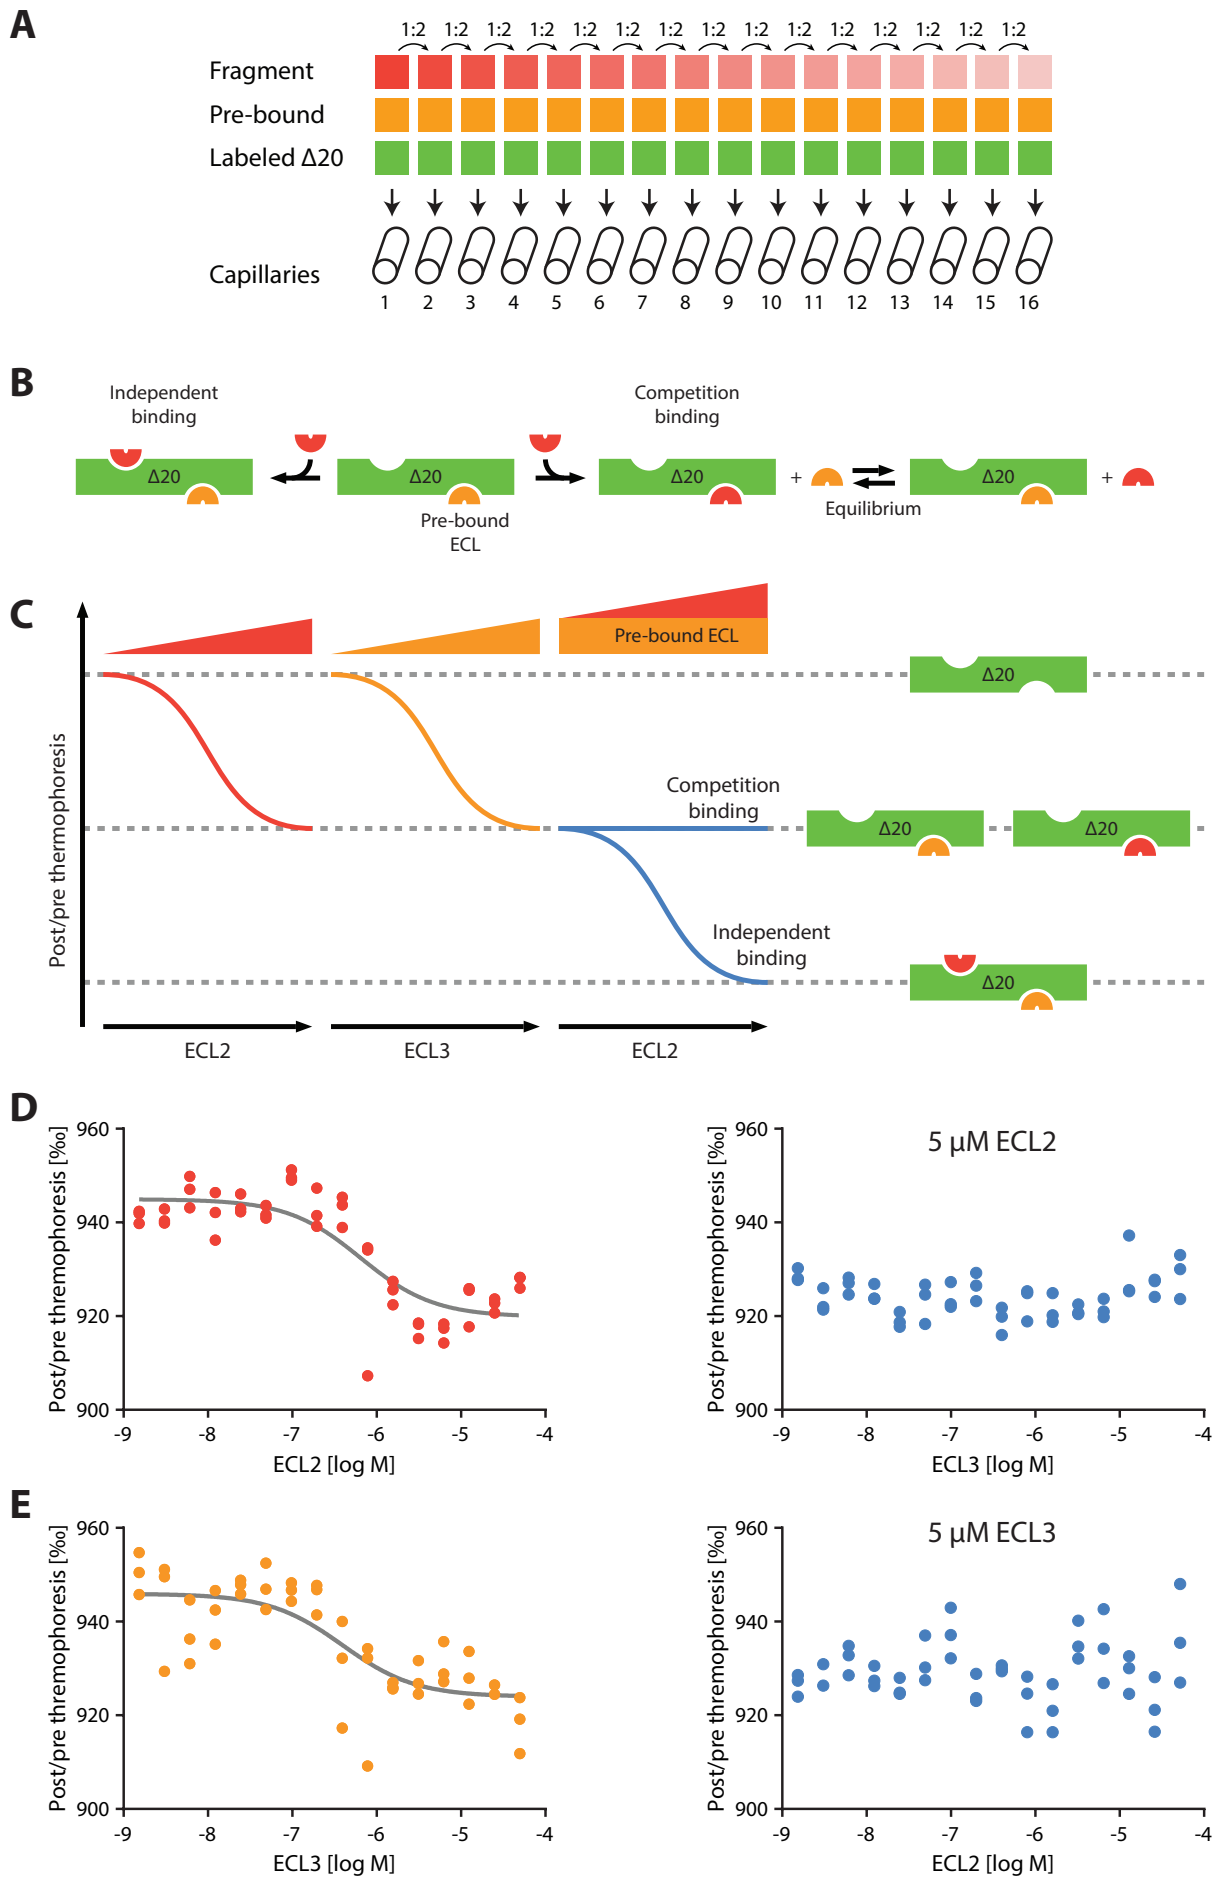 A
1:2 1:2 1:2 1:2 1:2 1:2 1:2 1:2 1:2 1:2 1:2 1:2 1:2 1:2 1:2
Fragment
Pre-bound
Labeled Δ20
Capillaries
1 2 3 4 5 6 7 8 9 10 11 12 13 14 15 16
B
Independent
binding
Competition
binding
Δ20 Δ20 Δ20 + Δ20 +
Pre-bound
ECL
Equilibrium
C
Post/pre thermophoresis
Pre-bound ECL
Δ20
Competition
binding
Δ20 Δ20
Independent
binding
Δ20
ECL2 ECL3 ECL2
D
Post/pre thremophoresis [‰]
960
940
920
900
-9 -8 -7 -6 -5 -4
ECL2 [log M]
5 μM ECL2
Post/pre thremophoresis [‰]
960
940
920
900
-9 -8 -7 -6 -5 -4
ECL3 [log M]
E
Post/pre thremophoresis [‰]
960
940
920
900
-9 -8 -7 -6 -5 -4
ECL3 [log M]
5 μM ECL3
Post/pre thremophoresis [‰]
960
940
920
900
-9 -8 -7 -6 -5 -4
ECL2 [log M]